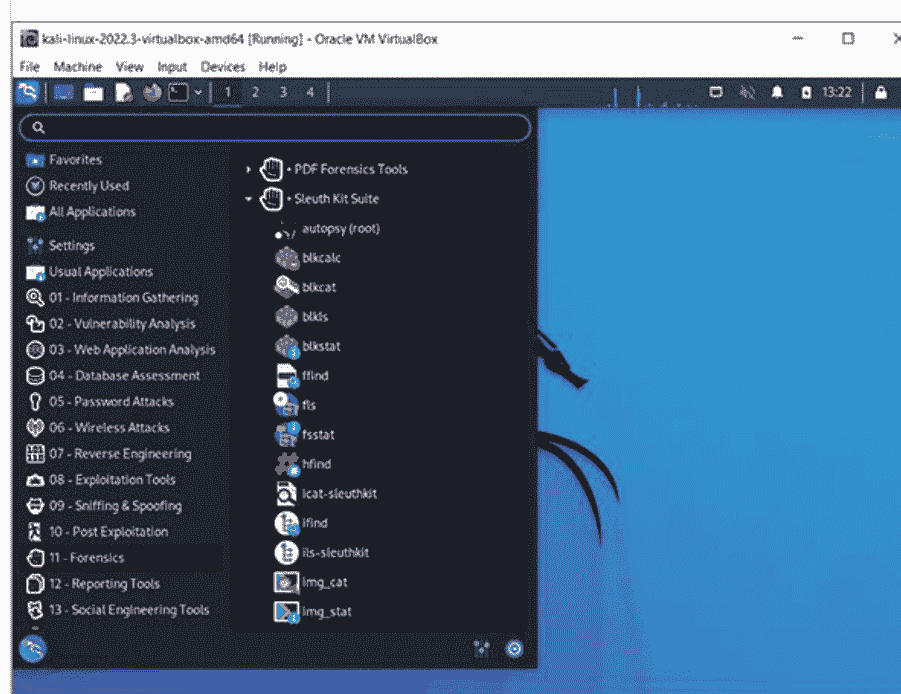 kali-linux-2022.3-virtualbox-amd64 [Running] - Oracle VM VirtualBox
File Machine View Input Devices Help
1 2 3 4 13:22
Favorites
Recently Used
All Applications
Settings
Usual Applications
01 - Information Gathering
02 - Vulnerability Analysis
03 - Web Application Analysis
04 - Database Assessment
05 - Password Attacks
06 - Wireless Attacks
07 - Reverse Engineering
08 - Exploitation Tools
09 - Sniffing & Spoofing
10 - Post Exploitation
11 - Forensics
12 - Reporting Tools
13 - Social Engineering Tools
• PDF Forensics Tools
• Sleuth Kit Suite
autopsy (root)
blkcalc
blkcat
blkls
blkstat
ffind
fls
fsstat
hfind
icat-sleuthkit
ifind
ils-sleuthkit
img_cat
img_stat